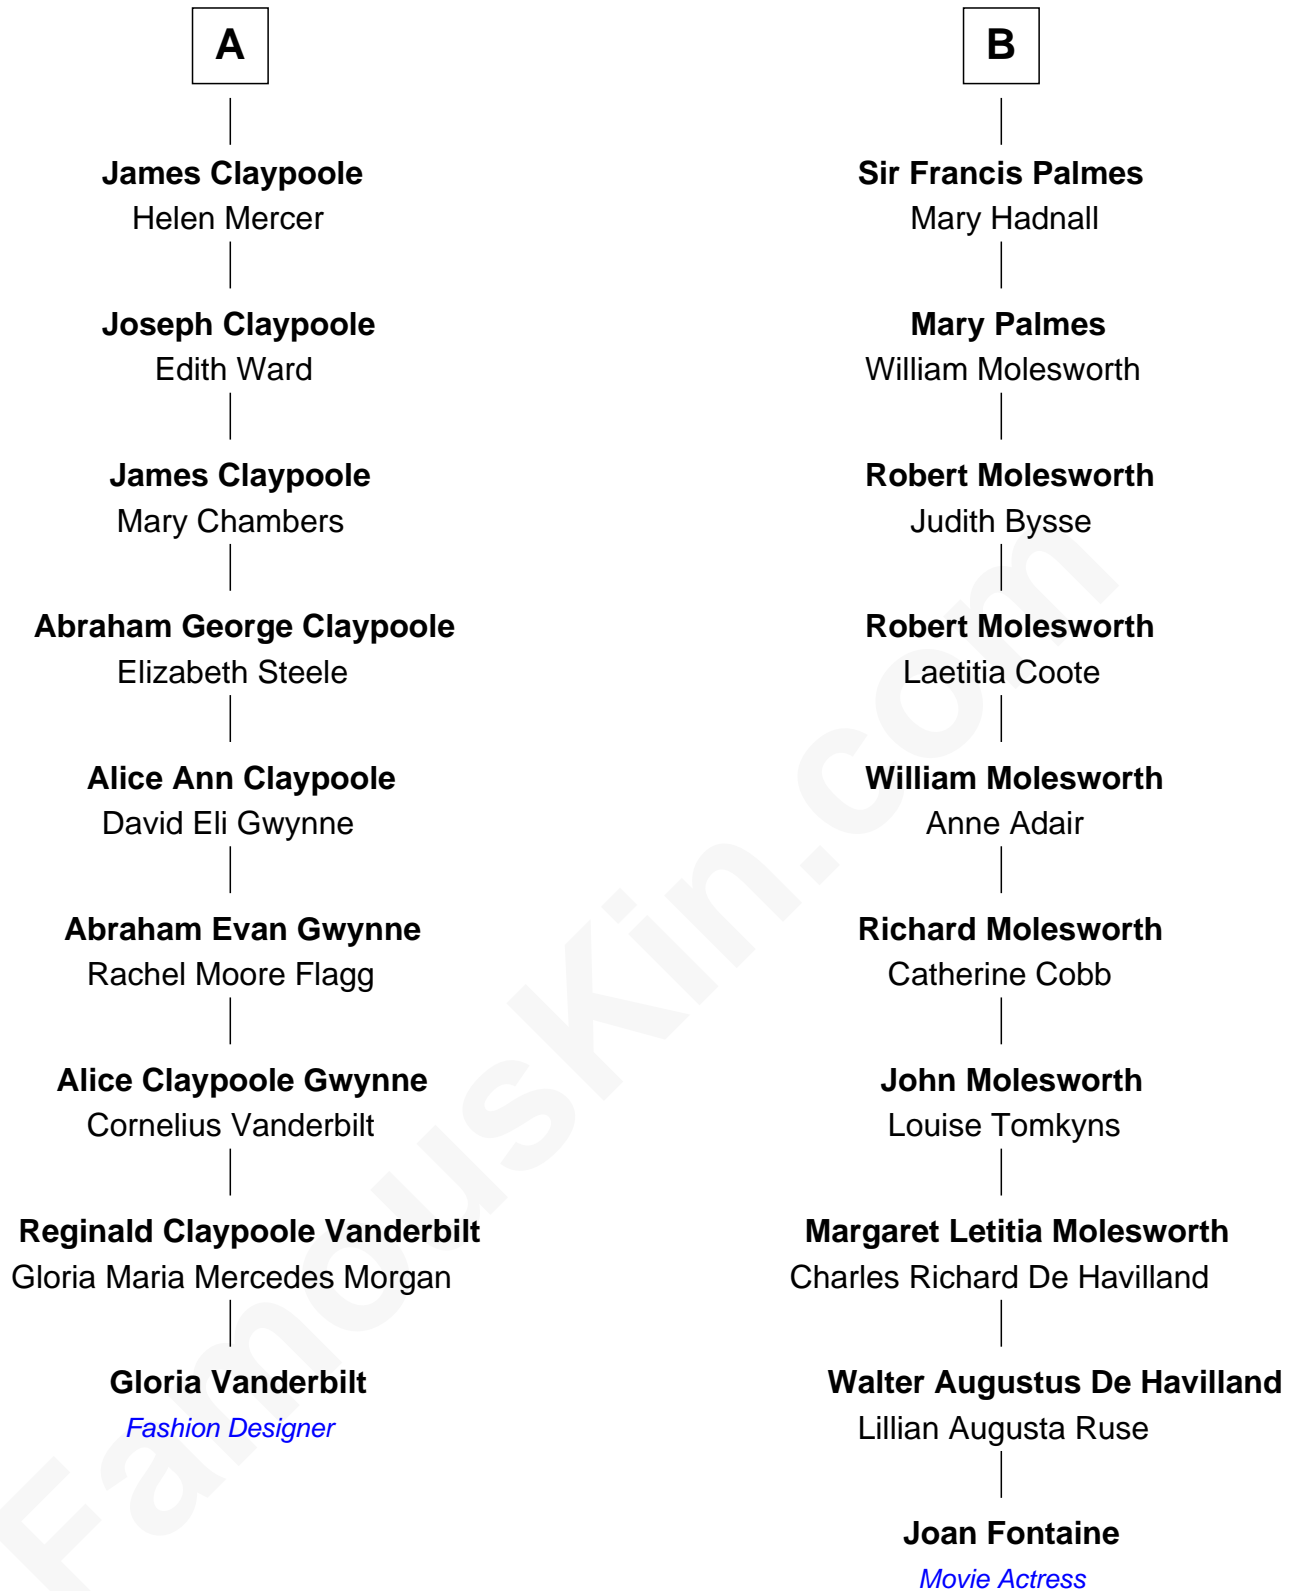 A
James Claypoole
Helen Mercer
Joseph Claypoole
Edith Ward
James Claypoole
Mary Chambers
Abraham George Claypoole
Elizabeth Steele
Alice Ann Claypoole
David Eli Gwynne
Abraham Evan Gwynne
Rachel Moore Flagg
Alice Claypoole Gwynne
Cornelius Vanderbilt
Reginald Claypoole Vanderbilt
Gloria Maria Mercedes Morgan
Gloria Vanderbilt
Fashion Designer
B
Sir Francis Palmes
Mary Hadnall
Mary Palmes
William Molesworth
Robert Molesworth
Judith Bysse
Robert Molesworth
Laetitia Coote
William Molesworth
Anne Adair
Richard Molesworth
Catherine Cobb
John Molesworth
Louise Tomkyns
Margaret Letitia Molesworth
Charles Richard De Havilland
Walter Augustus De Havilland
Lillian Augusta Ruse
Joan Fontaine
Movie Actress
FamousKin.com